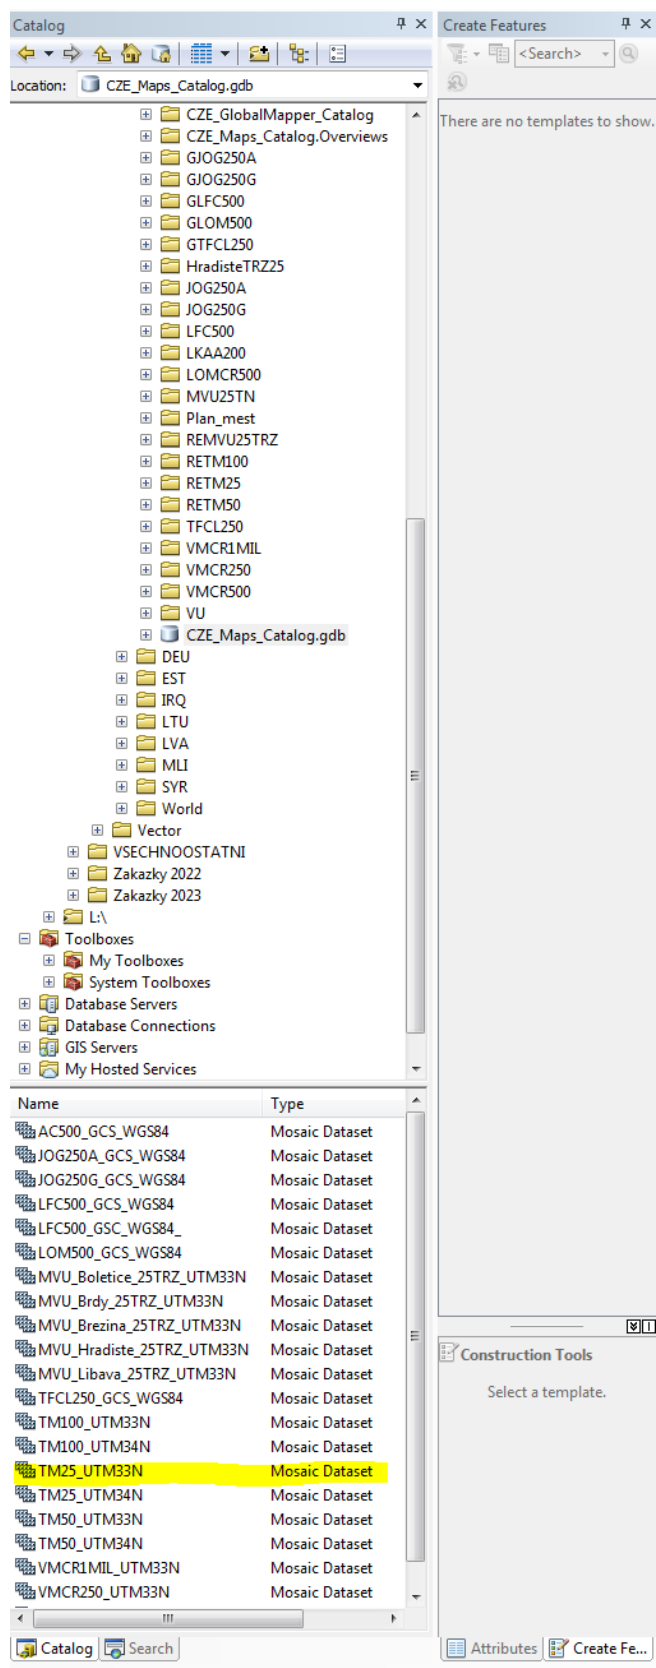 Catalog
Location: CZE_Maps_Catalog.gdb
CZE_GlobalMapper_Catalog
CZE_Maps_Catalog.Overviews
GJOG250A
GJOG250G
GLFC500
GLOM500
GTFCL250
HradisteTRZ25
JOG250A
JOG250G
LFC500
LKAA200
LOMCR500
MVU25TN
Plan_mest
REMVU25TRZ
RETM100
RETM25
RETM50
TFCL250
VMCR1MIL
VMCR250
VMCR500
VU
CZE_Maps_Catalog.gdb
DEU
EST
IRQ
LTU
LVA
MLI
SYR
World
Vector
VSECHNOOSTATNI
Zakazky 2022
Zakazky 2023
L:\
Toolboxes
My Toolboxes
System Toolboxes
Database Servers
Database Connections
GIS Servers
My Hosted Services
Name Type
AC500_GCS_WGS84 Mosaic Dataset
JOG250A_GCS_WGS84 Mosaic Dataset
JOG250G_GCS_WGS84 Mosaic Dataset
LFC500_GCS_WGS84 Mosaic Dataset
LFC500_GSC_WGS84_ Mosaic Dataset
LOM500_GCS_WGS84 Mosaic Dataset
MVU_Boletice_25TRZ_UTM33N Mosaic Dataset
MVU_Brdy_25TRZ_UTM33N Mosaic Dataset
MVU_Brezina_25TRZ_UTM33N Mosaic Dataset
MVU_Hradiste_25TRZ_UTM33N Mosaic Dataset
MVU_Libava_25TRZ_UTM33N Mosaic Dataset
TFCL250_GCS_WGS84 Mosaic Dataset
TM100_UTM33N Mosaic Dataset
TM100_UTM34N Mosaic Dataset
TM25_UTM33N Mosaic Dataset
TM25_UTM34N Mosaic Dataset
TM50_UTM33N Mosaic Dataset
TM50_UTM34N Mosaic Dataset
VMCR1MIL_UTM33N Mosaic Dataset
VMCR250_UTM33N Mosaic Dataset
Catalog Search
Create Features
<Search>
There are no templates to show.
Construction Tools
Select a template.
Attributes Create Fe...